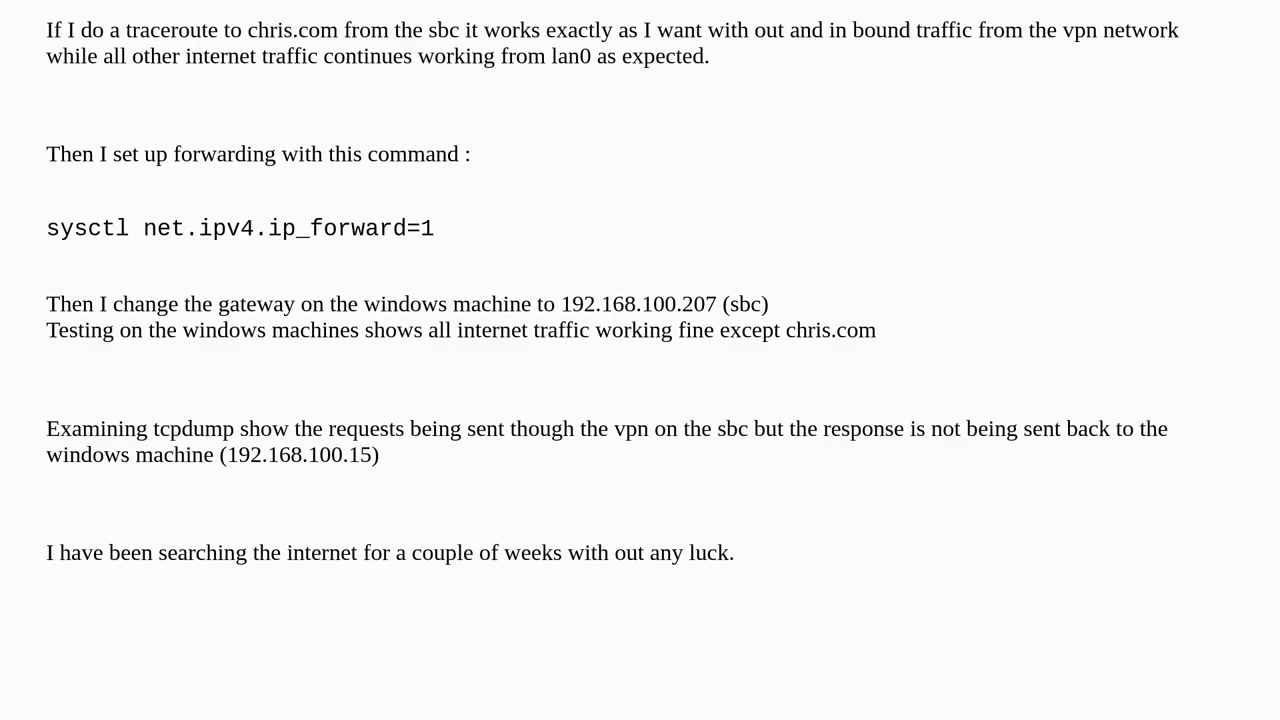 If I do a traceroute to chris.com from the sbc it works exactly as I want with out and in bound traffic from the vpn network
while all other internet traffic continues working from lan0 as expected.
Then I set up forwarding with this command :
sysctl net.ipv4.ip_forward=1
Then I change the gateway on the windows machine to 192.168.100.207 (sbc)
Testing on the windows machines shows all internet traffic working fine except chris.com
Examining tcpdump show the requests being sent though the vpn on the sbc but the response is not being sent back to the
windows machine (192.168.100.15)
I have been searching the internet for a couple of weeks with out any luck.